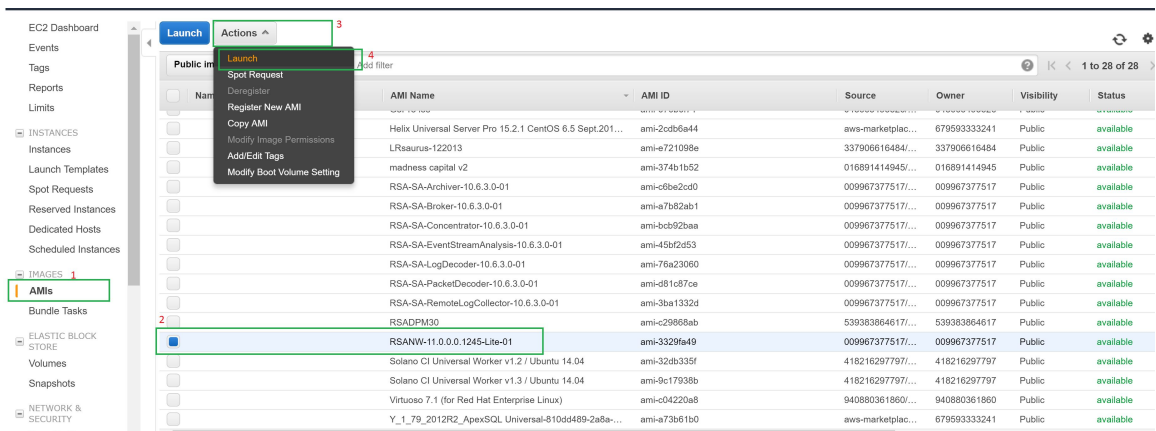 EC2 Dashboard
Events
Tags
Reports
Limits
INSTANCES
Instances
Launch Templates
Spot Requests
Reserved Instances
Dedicated Hosts
Scheduled Instances
IMAGES 1
AMIs
Bundle Tasks
ELASTIC BLOCK
STORE
Volumes
Snapshots
NETWORK &
SECURITY
Launch Actions 3
Launch 4
Spot Request
Deregister
Register New AMI
Copy AMI
Modify Image Permissions
Add/Edit Tags
Modify Boot Volume Setting
Public im Add filter 1 to 28 of 28
Nam AMI Name AMI ID Source Owner Visibility Status
Helix Universal Server Pro 15.2.1 CentOS 6.5 Sept.201... ami-2cdb6a44 aws-marketplac... 679593333241 Public available
LRsaurus-122013 ami-e721098e 337906616484/... 337906616484 Public available
madness capital v2 ami-374b1b52 016891414945/... 016891414945 Public available
RSA-SA-Archiver-10.6.3.0-01 ami-c6be2cd0 009967377517/... 009967377517 Public available
RSA-SA-Broker-10.6.3.0-01 ami-a7b82ab1 009967377517/... 009967377517 Public available
RSA-SA-Concentrator-10.6.3.0-01 ami-bcb92baa 009967377517/... 009967377517 Public available
RSA-SA-EventStreamAnalysis-10.6.3.0-01 ami-45bf2d53 009967377517/... 009967377517 Public available
RSA-SA-LogDecoder-10.6.3.0-01 ami-76a23060 009967377517/... 009967377517 Public available
RSA-SA-PacketDecoder-10.6.3.0-01 ami-d81c87ce 009967377517/... 009967377517 Public available
RSA-SA-RemoteLogCollector-10.6.3.0-01 ami-3ba1332d 009967377517/... 009967377517 Public available
2 RSADPM30 ami-c29868ab 539383864617/... 539383864617 Public available
RSANW-11.0.0.0.1245-Lite-01 ami-3329fa49 009967377517/... 009967377517 Public available
Solano CI Universal Worker v1.2 / Ubuntu 14.04 ami-32db335f 418216297797/... 418216297797 Public available
Solano CI Universal Worker v1.3 / Ubuntu 14.04 ami-9c17938b 418216297797/... 418216297797 Public available
Virtuoso 7.1 (for Red Hat Enterprise Linux) ami-c04220a8 940880361860/... 940880361860 Public available
Y_1_79_2012R2_ApexSQL Universal-810dd489-2a8a-... ami-a73b61b0 aws-marketplac... 679593333241 Public available